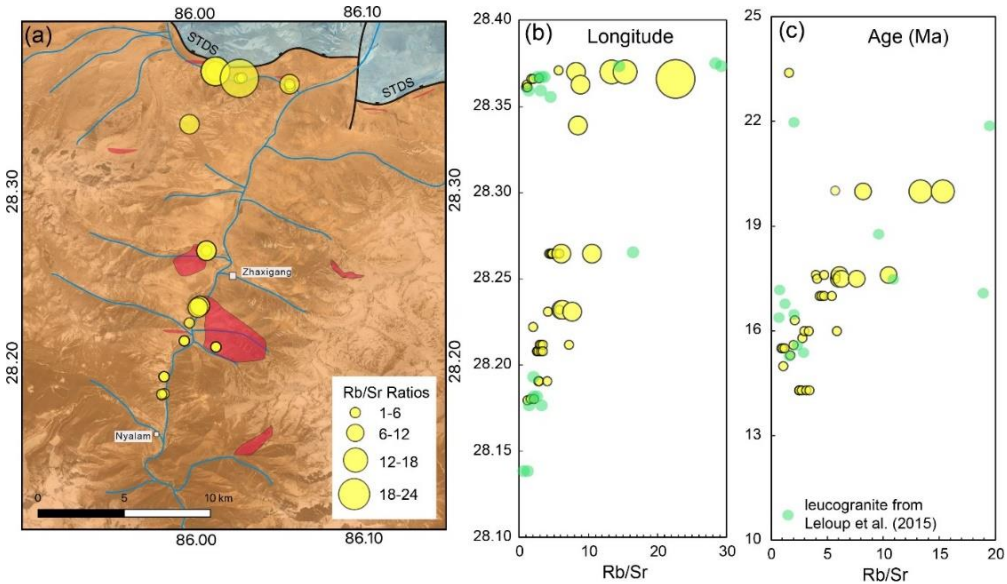 (a)
86.00
86.10
STDS
STDS
28.30
28.30
Zhaxigang
28.20
28.20
Nyalam
Rb/Sr Ratios
1-6
6-12
12-18
18-24
0
5
10 km
86.00
86.10
(b)
Longitude
28.40
28.35
28.30
28.25
28.20
28.15
28.10
0
10
20
30
Rb/Sr
(c)
Age (Ma)
25
22
19
16
13
10
leucogranite from
Leloup et al. (2015)
0
5
10
15
20
Rb/Sr